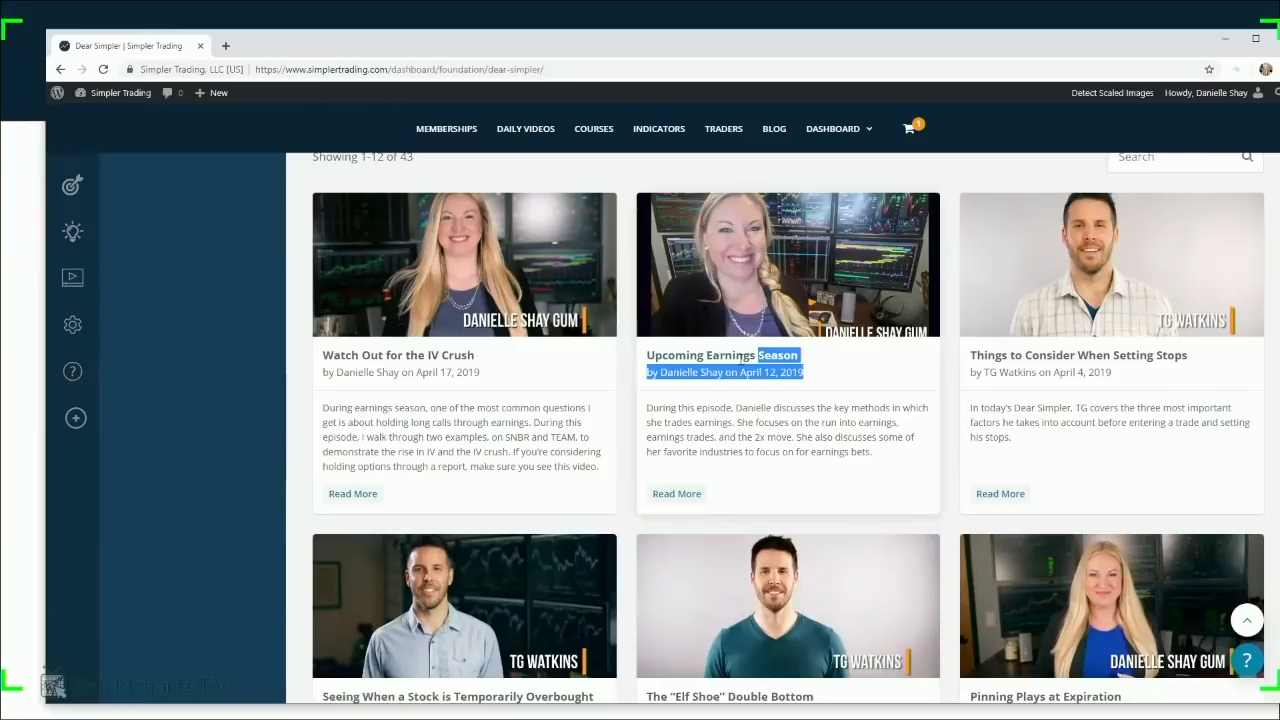 Dear Simpler | Simpler Trading
Simpler Trading, LLC [US] | https://www.simplertrading.com/dashboard/foundation/dear-simpler/
Simpler Trading 0 New
Detect Scaled Images Howdy, Danielle Shay
MEMBERSHIPS DAILY VIDEOS COURSES INDICATORS TRADERS BLOG DASHBOARD 1
Showing 1-12 of 43
Search
DANIELLE SHAY GUM
Watch Out for the IV Crush
by Danielle Shay on April 17, 2019
During earnings season, one of the most common questions I
get is about holding long calls through earnings. During this
episode, I walk through two examples, on SNBR and TEAM, to
demonstrate the rise in IV and the IV crush. If you're considering
holding options through a report, make sure you see this video.
Read More
DANIELLE SHAY GUM
Upcoming Earnings Season
by Danielle Shay on April 12, 2019
During this episode, Danielle discusses the key methods in which
she trades earnings. She focuses on the run into earnings,
earnings trades, and the 2x move. She also discusses some of
her favorite industries to focus on for earnings bets.
Read More
TG WATKINS
Things to Consider When Setting Stops
by TG Watkins on April 4, 2019
In today's Dear Simpler, TG covers the three most important
factors he takes into account before entering a trade and setting
his stops.
Read More
TG WATKINS
Seeing When a Stock is Temporarily Overbought
TG WATKINS
The "Elf Shoe" Double Bottom
DANIELLE SHAY GUM
Pinning Plays at Expiration
?
StockCharts TV